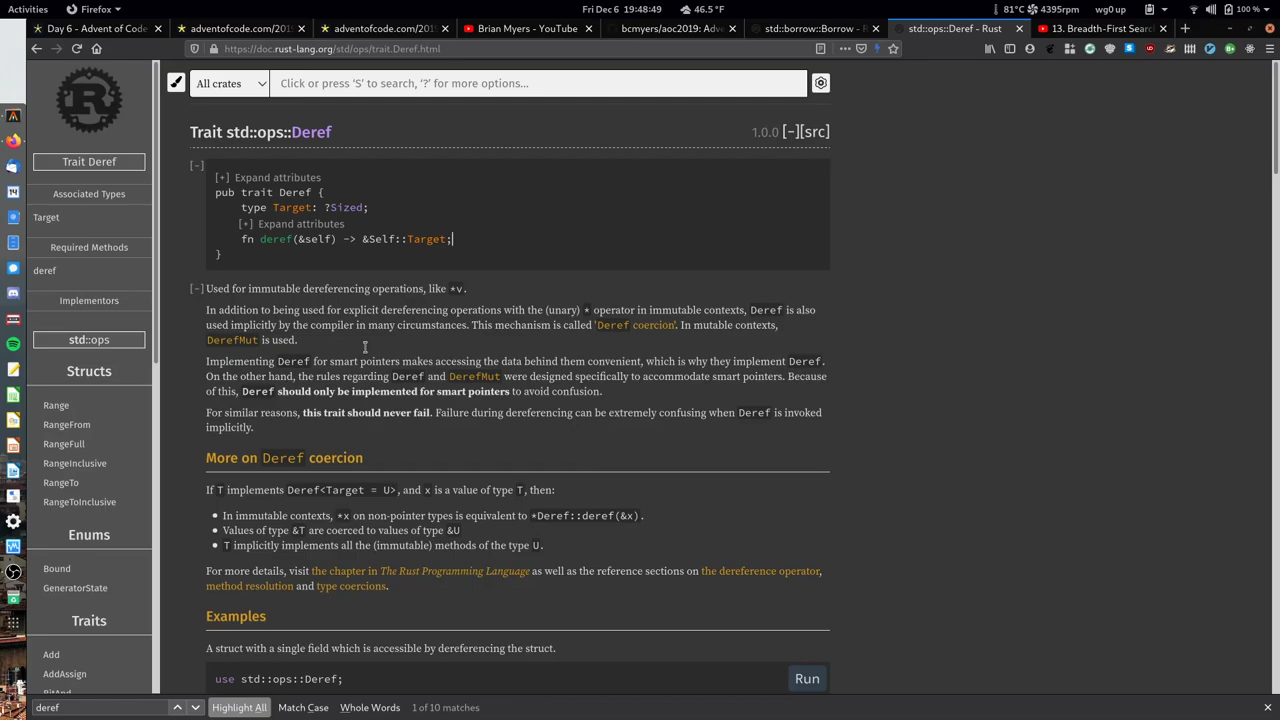 Activities Firefox Fri Dec 6 18:48:49 46.5 °F 81°C 4395rpm wg0 up 100 %
Day 6 - Advent of Code adventofcode.com/2019 adventofcode.com/2019 Brian Myers - YouTube bcmyers/aoc2019: Adv std::borrow::Borrow - R std::ops::Deref - Rust 13. Breadth-First Searc
https://doc.rust-lang.org/std/ops/trait.Deref.html
All crates Click or press ‘S’ to search, ‘?’ for more options…
Trait Deref
Associated Types
Target
Required Methods
deref
Implementors
std::ops
Structs
Range
RangeFrom
RangeFull
RangeInclusive
RangeTo
RangeToInclusive
Enums
Bound
GeneratorState
Traits
Add
AddAssign
BitAnd
Trait std::ops::Deref 1.0.0 [−][src]
[−]
[+] Expand attributes
pub trait Deref {
type Target: ?Sized;
[+] Expand attributes
fn deref(&self) -> &Self::Target;
}
[−] Used for immutable dereferencing operations, like *v.
In addition to being used for explicit dereferencing operations with the (unary) * operator in immutable contexts, Deref is also
used implicitly by the compiler in many circumstances. This mechanism is called 'Deref coercion'. In mutable contexts,
DerefMut is used.
Implementing Deref for smart pointers makes accessing the data behind them convenient, which is why they implement Deref.
On the other hand, the rules regarding Deref and DerefMut were designed specifically to accommodate smart pointers. Because
of this, Deref should only be implemented for smart pointers to avoid confusion.
For similar reasons, this trait should never fail. Failure during dereferencing can be extremely confusing when Deref is invoked
implicitly.
More on Deref coercion
If T implements Deref<Target = U>, and x is a value of type T, then:
• In immutable contexts, *x on non-pointer types is equivalent to *Deref::deref(&x).
• Values of type &T are coerced to values of type &U
• T implicitly implements all the (immutable) methods of the type U.
For more details, visit the chapter in The Rust Programming Language as well as the reference sections on the dereference operator,
method resolution and type coercions.
Examples
A struct with a single field which is accessible by dereferencing the struct.
use std::ops::Deref; Run
deref Highlight All Match Case Whole Words 1 of 10 matches